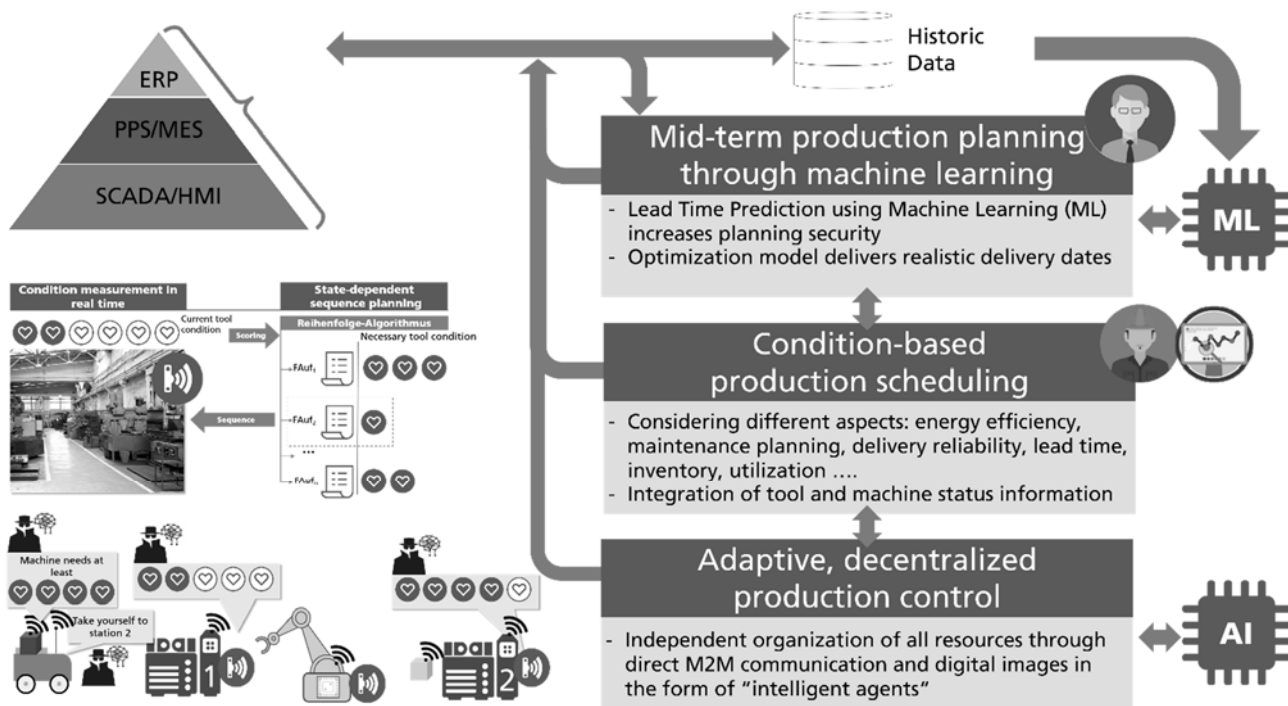 ERP
PPS/MES
SCADA/HMI
Historic
Data
Mid-term production planning
through machine learning
- Lead Time Prediction using Machine Learning (ML)
increases planning security
- Optimization model delivers realistic delivery dates
ML
Condition measurement in
real time
Current tool
condition
Scoring
State-dependent
sequence planning
Reihenfolge-Algorithmus
Necessary tool condition
FAuf1
Sequence
FAuf2
...
FAufn
Condition-based
production scheduling
- Considering different aspects: energy efficiency,
maintenance planning, delivery reliability, lead time,
inventory, utilization ....
- Integration of tool and machine status information
Machine needs at
least
Take yourself to
station 2
1
2
Adaptive, decentralized
production control
- Independent organization of all resources through
direct M2M communication and digital images in
the form of “intelligent agents”
AI